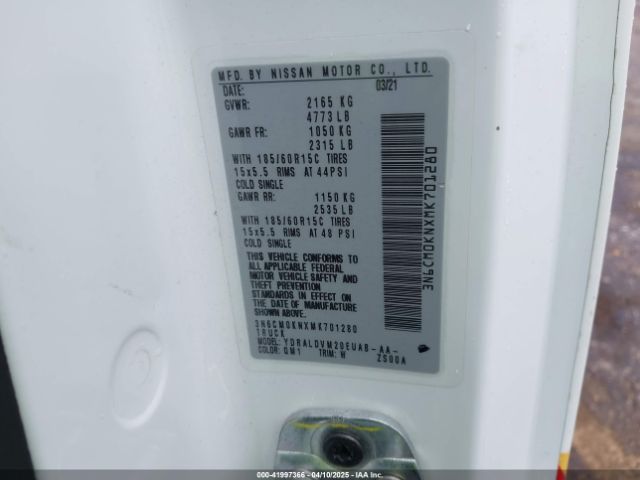 MFD. BY NISSAN MOTOR CO., LTD.
DATE: 03/21
GVWR: 2165 KG
4773 LB
GAWR FR: 1050 KG
2315 LB
WITH 185/60R15C TIRES
15x5.5 RIMS AT 44PSI
COLD SINGLE
GAWR RR: 1150 KG
2535 LB
WITH 185/60R15C TIRES
15x5.5 RIMS AT 48 PSI
COLD SINGLE
THIS VEHICLE CONFORMS TO
ALL APPLICABLE FEDERAL
MOTOR VEHICLE SAFETY AND
THEFT PREVENTION
STANDARDS IN EFFECT ON
THE DATE OF MANUFACTURE
SHOWN ABOVE.
3N6CM0KNXMK701280
TRUCK
MODEL: YDRALDVM20EUAB-AA-
COLOR: QM1 TRIM: H ZS00A
3N6CM0KNXMK701280
000-41997366 - 04/10/2025 - COPART.COM